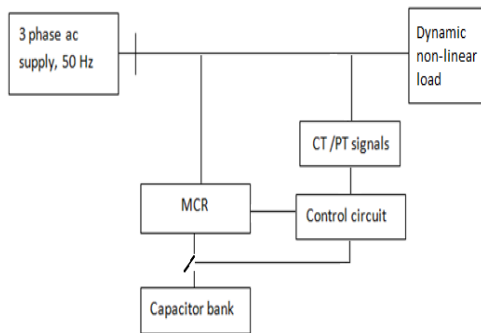 3 phase ac
supply, 50 Hz
Dynamic
non-linear
load
CT /PT signals
MCR
Control circuit
Capacitor bank